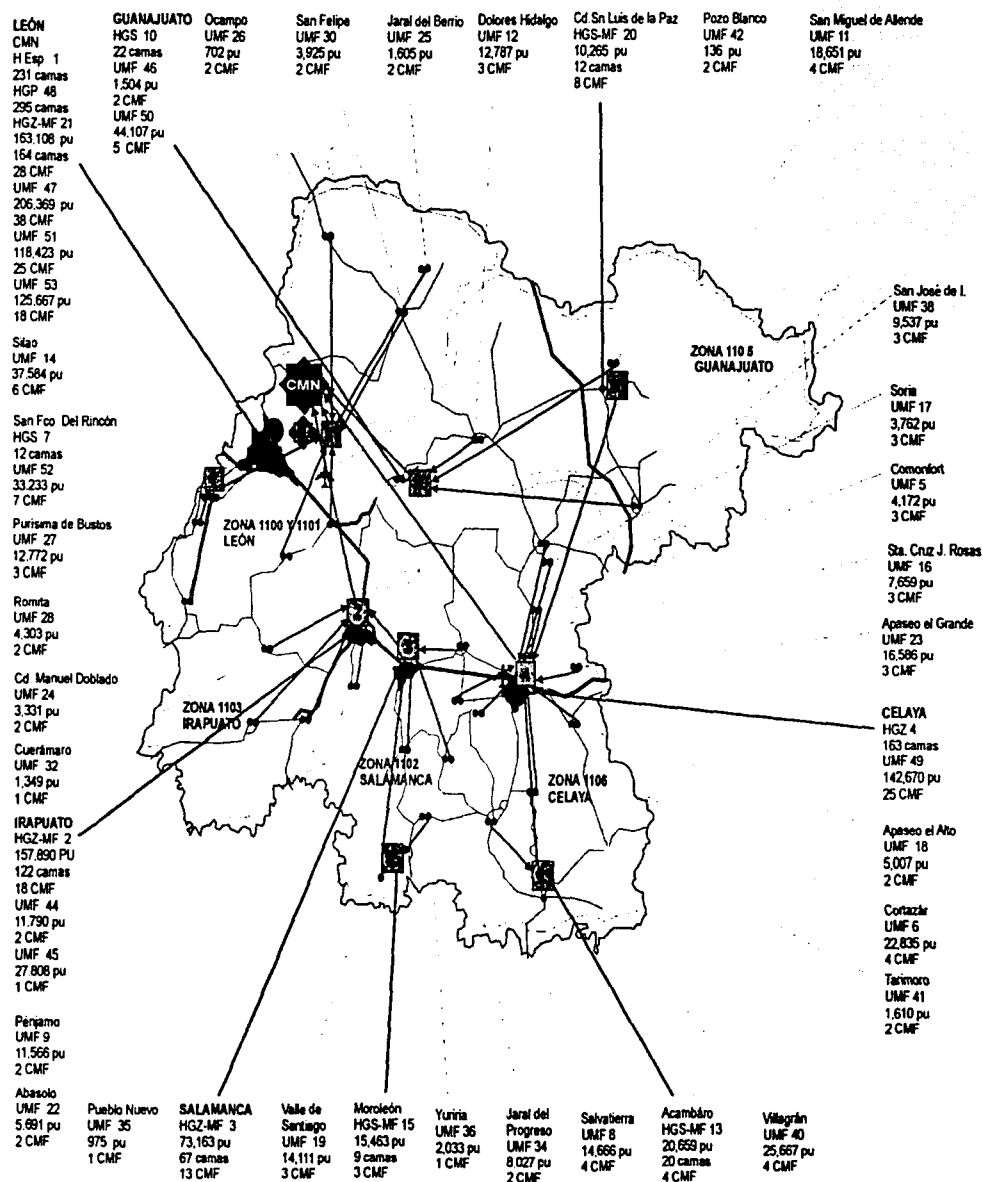 LEÓN
CMN
H Esp 1
231 camas
HGP 48
295 camas
HGZ-MF 21
163,108 pu
164 camas
28 CMF
UMF 47
206,369 pu
38 CMF
UMF 51
118,423 pu
25 CMF
UMF 53
125,667 pu
18 CMF
GUANAJUATO
HGS 10
22 camas
UMF 46
1.504 pu
2 CMF
UMF 50
44,107 pu
5 CMF
Ocampo
UMF 26
702 pu
2 CMF
San Felipe
UMF 30
3,925 pu
2 CMF
Jaral del Berrio
UMF 25
1,605 pu
2 CMF
Dolores Hidalgo
UMF 12
12,787 pu
3 CMF
Cd.Sn Luis de la Paz
HGS-MF 20
10,265 pu
12 camas
8 CMF
Pozo Blanco
UMF 42
136 pu
2 CMF
San Miguel de Allende
UMF 11
18,651 pu
4 CMF
Silao
UMF 14
37.584 pu
6 CMF
San Fco Del Rincón
HGS 7
12 camas
UMF 52
33.233 pu
7 CMF
Purisma de Bustos
UMF 27
12,772 pu
3 CMF
Romita
UMF 28
4,303 pu
2 CMF
Cd. Manuel Doblado
UMF 24
3,331 pu
2 CMF
Cuerámaro
UMF 32
1,349 pu
1 CMF
IRAPUATO
HGZ-MF 2
157,890 PU
122 camas
18 CMF
UMF 44
11.790 pu
2 CMF
UMF 45
27.808 pu
1 CMF
Pénjamo
UMF 9
11,566 pu
2 CMF
Abasolo
UMF 22
5.691 pu
2 CMF
CMN
ZONA 110 5
GUANAJUATO
ZONA 1100 Y 1101
LEÓN
ZONA 1103
IRAPUATO
ZONA 1102
SALAMANCA
ZONA 1106
CELAYA
San José de I.
UMF 38
9,537 pu
3 CMF
Soria
UMF 17
3,762 pu
3 CMF
Comonfort
UMF 5
4,172 pu
3 CMF
Sta. Cruz J. Rosas
UMF 16
7,659 pu
3 CMF
Apaseo el Grande
UMF 23
16,586 pu
3 CMF
CELAYA
HGZ 4
163 camas
UMF 49
142,670 pu
25 CMF
Apaseo el Alto
UMF 18
5,007 pu
2 CMF
Cortazár
UMF 6
22,835 pu
4 CMF
Tarimoro
UMF 41
1,610 pu
2 CMF
Pueblo Nuevo
UMF 35
975 pu
1 CMF
SALAMANCA
HGZ-MF 3
73,163 pu
67 camas
13 CMF
Valle de
Santiago
UMF 19
14,111 pu
3 CMF
Moroleón
HGS-MF 15
15,463 pu
9 camas
3 CMF
Yuriria
UMF 36
2,033 pu
1 CMF
Jaral del
Progreso
UMF 34
8,027 pu
2 CMF
Salvatierra
UMF 8
14,666 pu
4 CMF
Acambáro
HGS-MF 13
20,659 pu
20 camas
4 CMF
Villagrán
UMF 40
25,667 pu
4 CMF